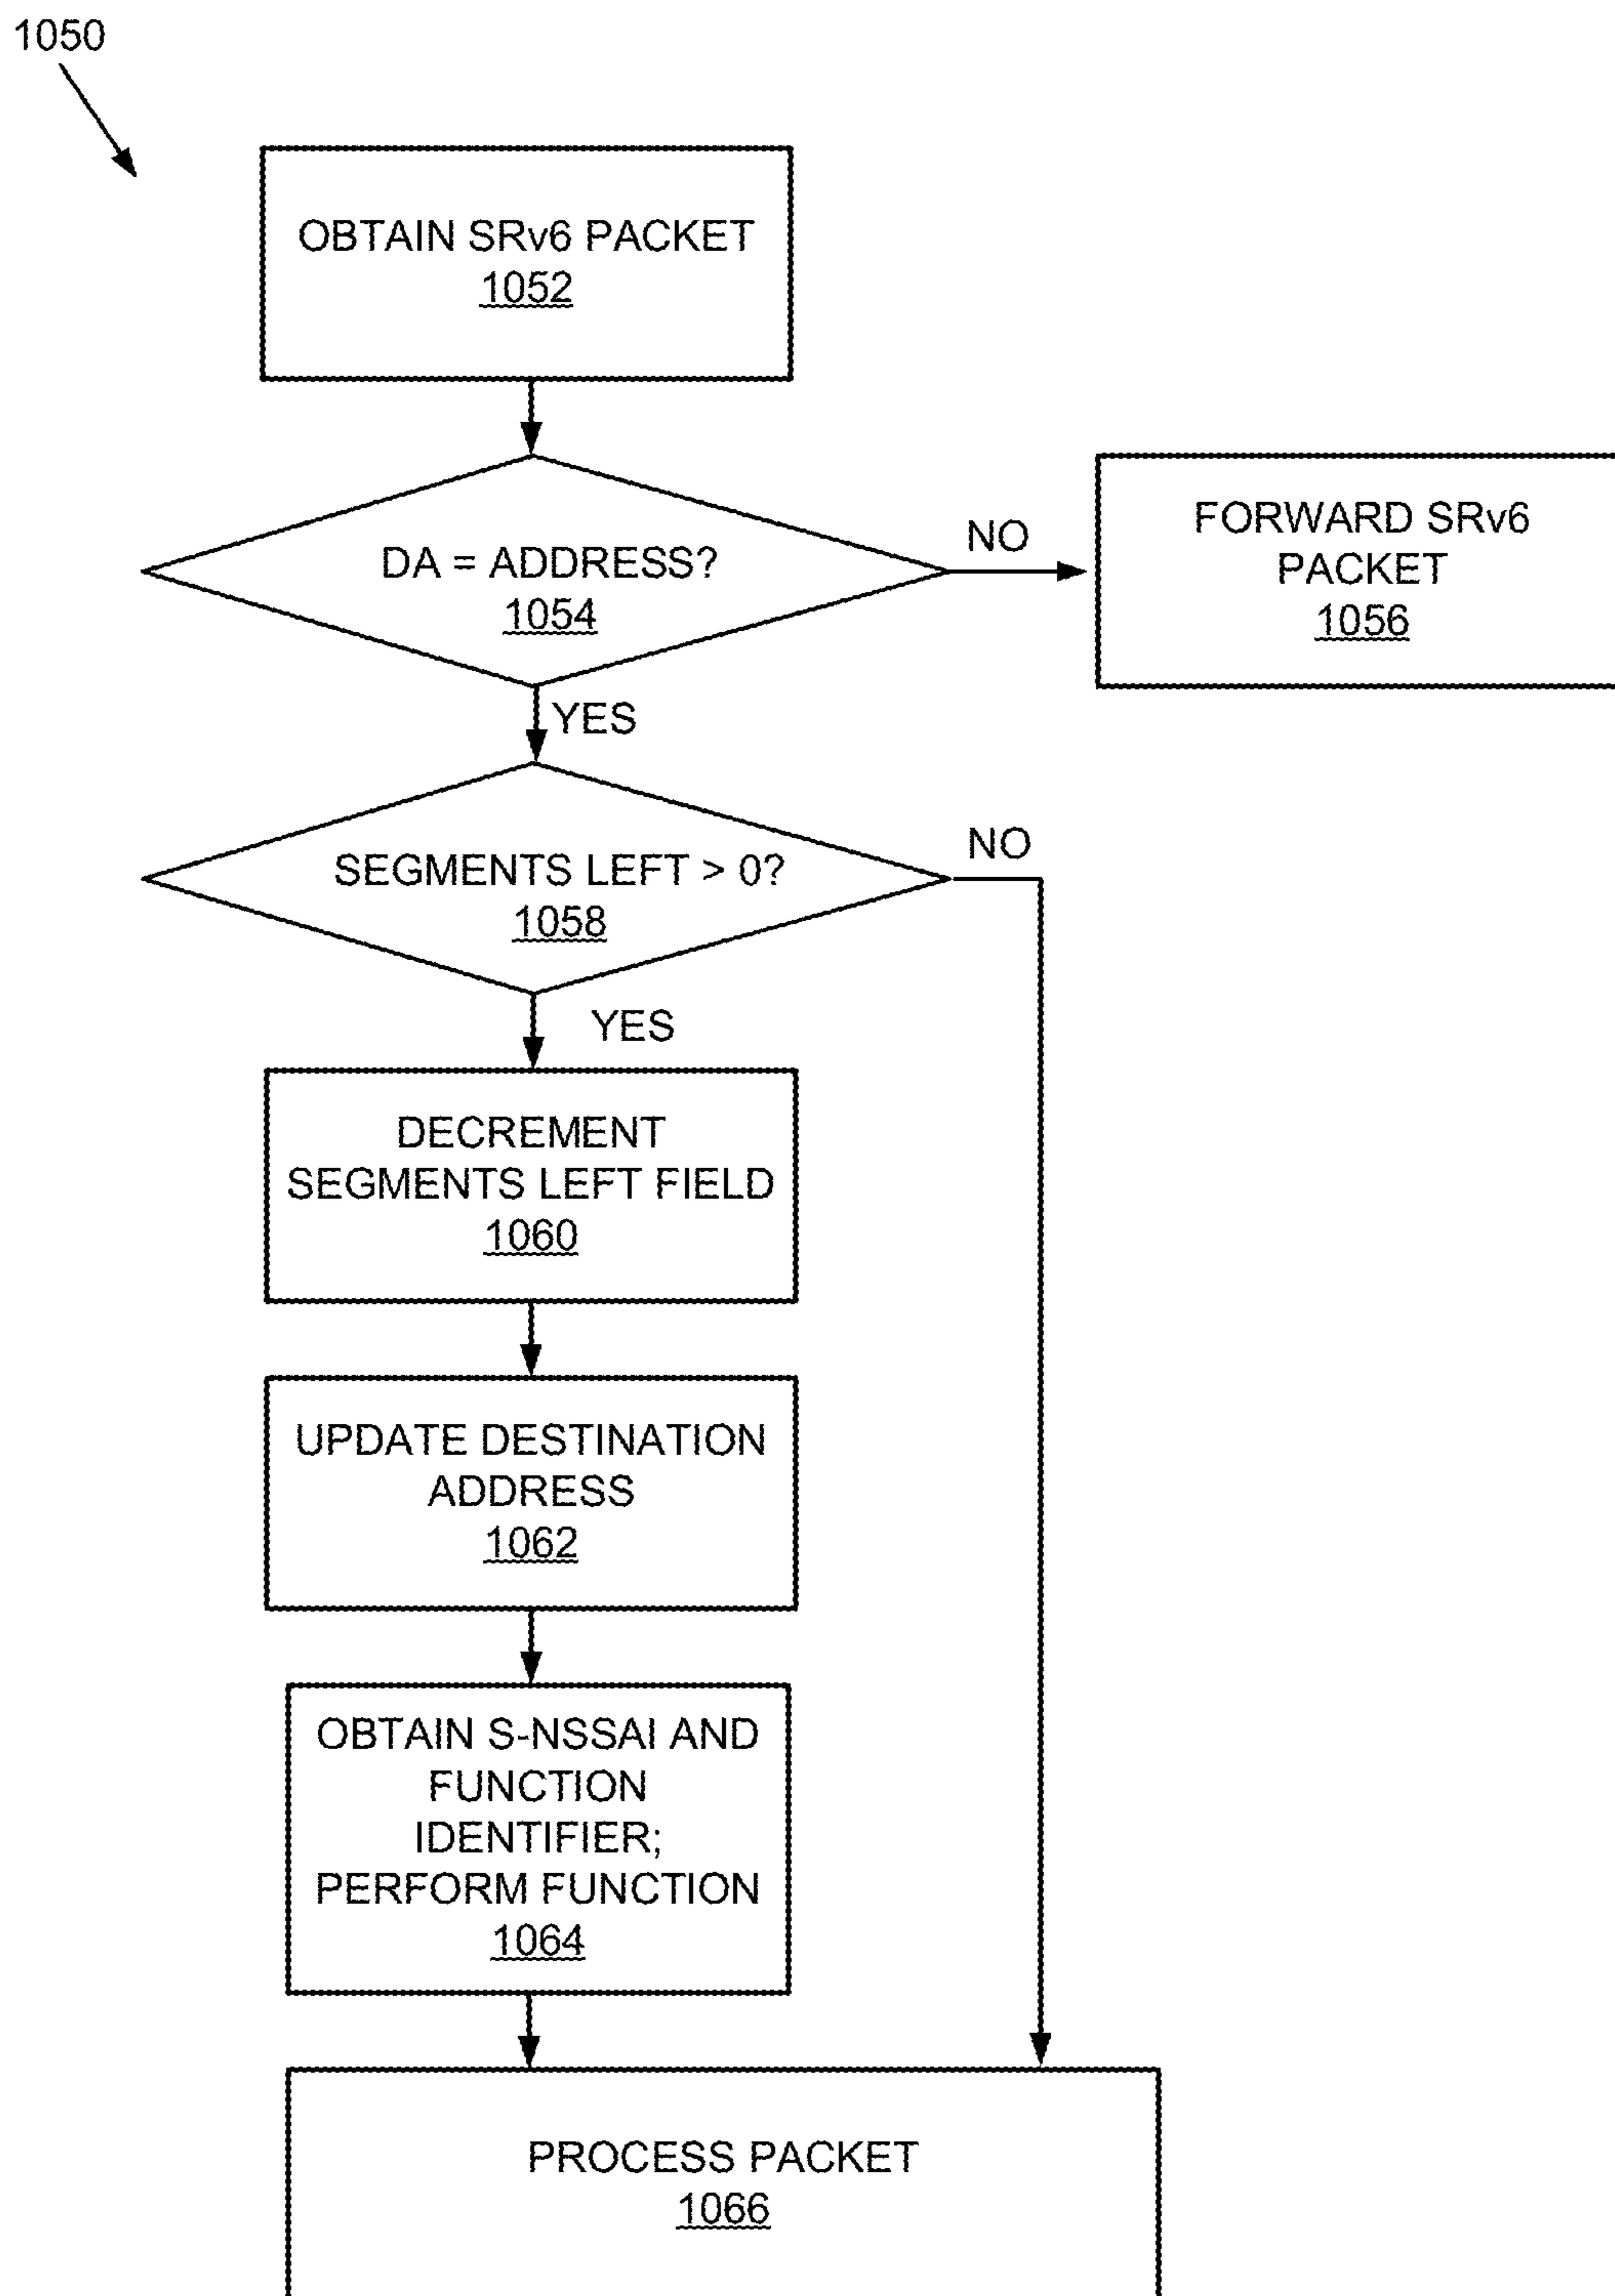 1050
OBTAIN SRv6 PACKET
1052
DA = ADDRESS?
1054
NO
FORWARD SRv6
PACKET
1056
YES
SEGMENTS LEFT > 0?
1058
NO
YES
DECREMENT
SEGMENTS LEFT FIELD
1060
UPDATE DESTINATION
ADDRESS
1062
OBTAIN S-NSSAI AND
FUNCTION
IDENTIFIER;
PERFORM FUNCTION
1064
PROCESS PACKET
1066